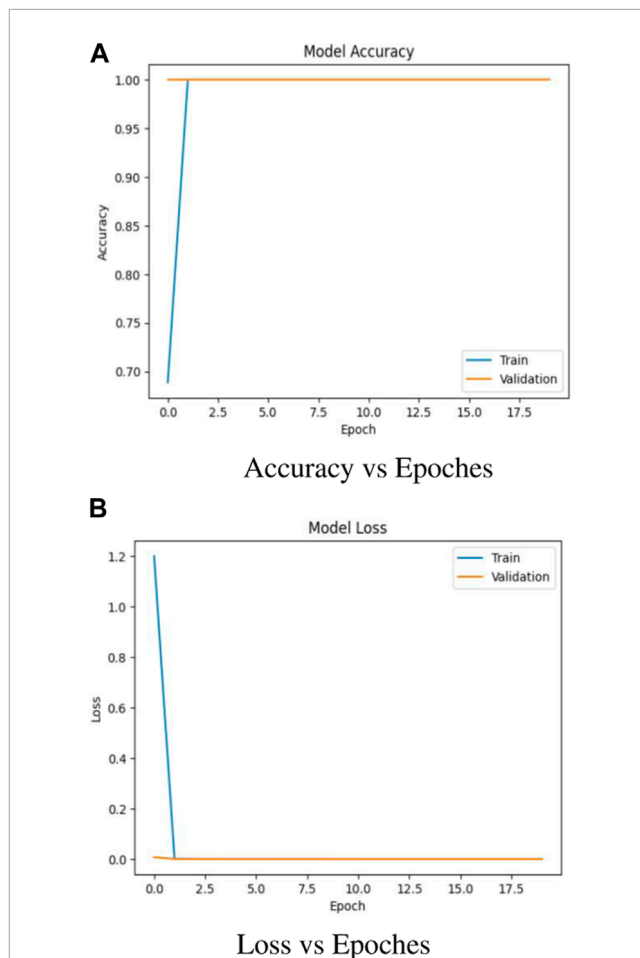 A
Model Accuracy
1.00
0.95
0.90
0.85
0.80
0.75
0.70
Accuracy
Train
Validation
0.0 2.5 5.0 7.5 10.0 12.5 15.0 17.5
Epoch
Accuracy vs Epoches
B
Model Loss
1.2
1.0
0.8
0.6
0.4
0.2
0.0
Loss
Train
Validation
0.0 2.5 5.0 7.5 10.0 12.5 15.0 17.5
Epoch
Loss vs Epoches